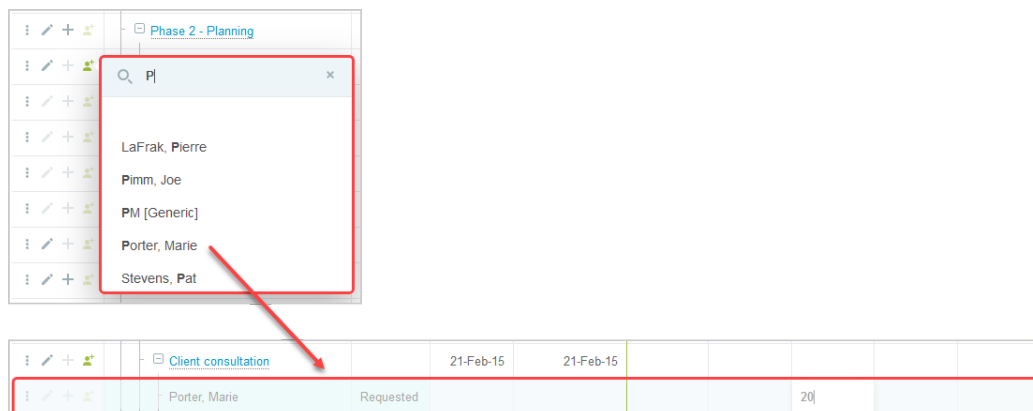 Phase 2 - Planning
P
LaFrak, Pierre
Pimm, Joe
PM [Generic]
Porter, Marie
Stevens, Pat
Client consultation 21-Feb-15 21-Feb-15
Porter, Marie Requested 20